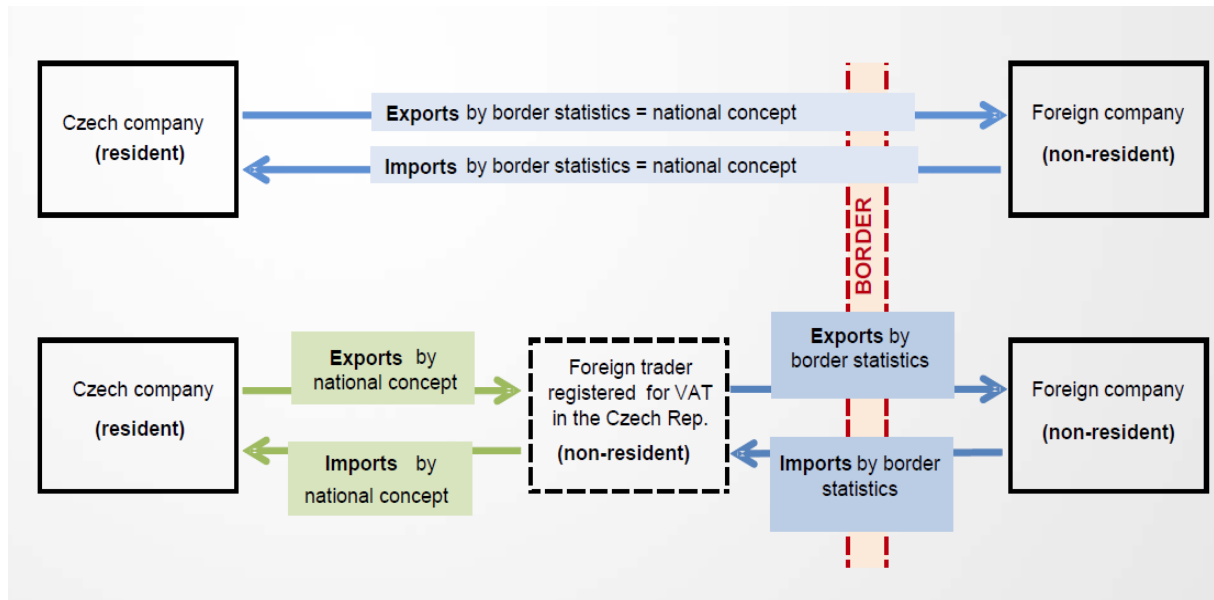 Czech company
(resident)
Exports by border statistics = national concept
Imports by border statistics = national concept
Foreign company
(non-resident)
BORDER
Czech company
(resident)
Exports by
national concept
Imports by
national concept
Foreign trader
registered for VAT
in the Czech Rep.
(non-resident)
Exports by
border statistics
Imports by border
statistics
Foreign company
(non-resident)